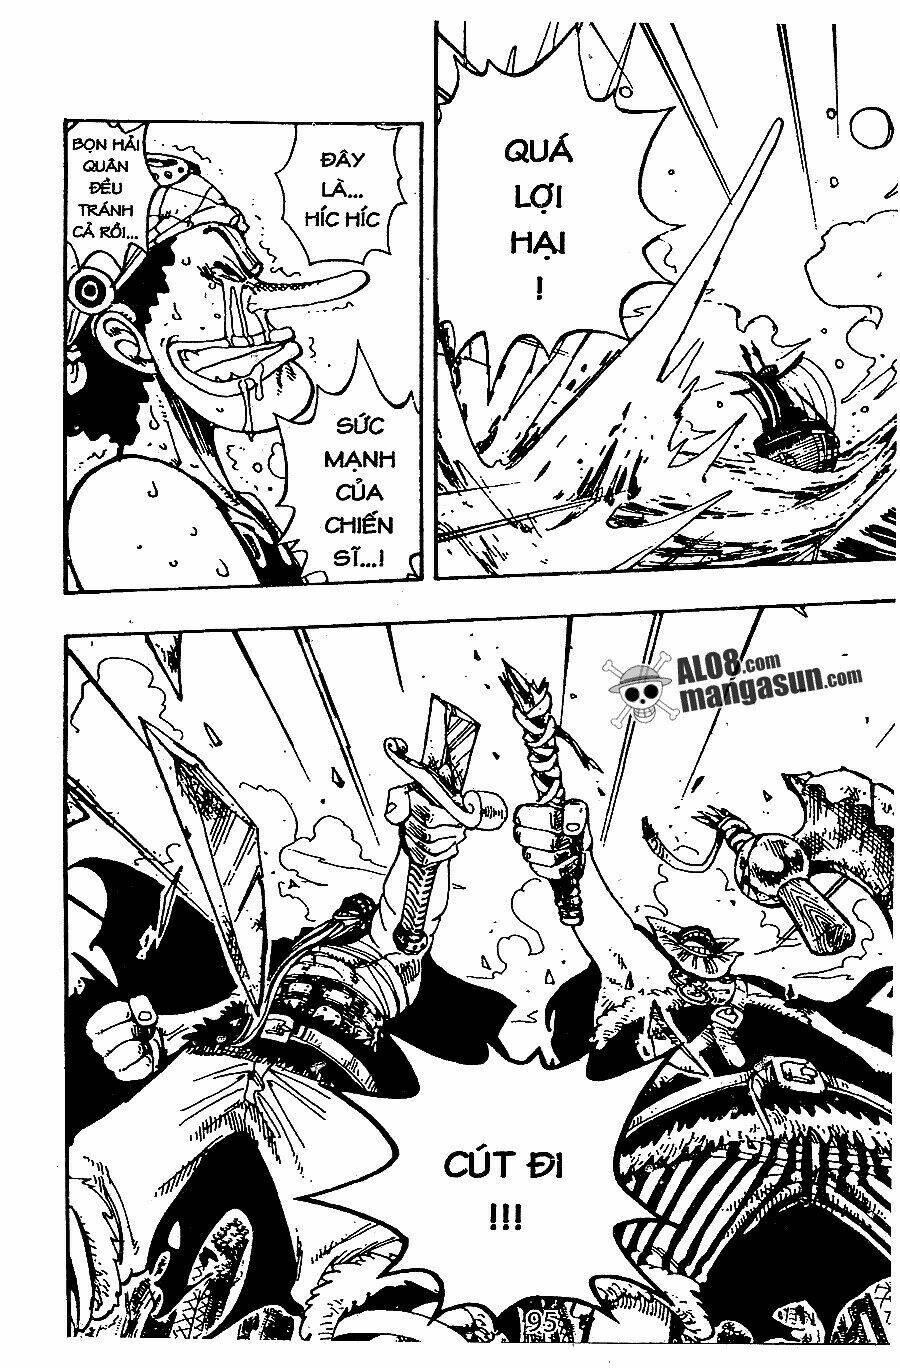 QUÁ
LỢI
HẠI
!
ĐÂY
LÀ...
HÍC HÍC
BỌN HẢI
QUÂN
ĐỀU
TRÁNH
CẢ RỒI...
SỨC
MẠNH
CỦA
CHIẾN
SĨ...!
AL08.com
mangasun.com
CÚT ĐI
!!!
95